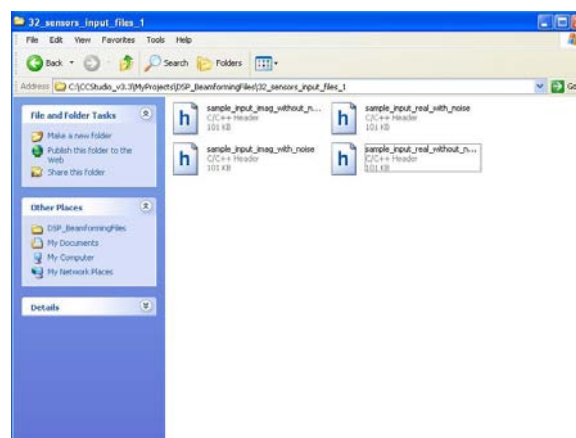 32_sensors_input_files_1
File Edit View Favorites Tools Help
Back Search Folders
Address C:\CCStudio_v3.3\MyProjects\DSP_BeamformingFiles\32_sensors_input_files_1 Go
File and Folder Tasks
Make a new folder
Publish this folder to the
Web
Share this folder
Other Places
DSP_BeamformingFiles
My Documents
My Computer
My Network Places
Details
h
sample_input_imag_without_n...
C/C++ Header
101 KB
h
sample_input_real_with_noise
C/C++ Header
101 KB
h
sample_input_imag_with_noise
C/C++ Header
101 KB
h
sample_input_real_without_n...
C/C++ Header
101 KB